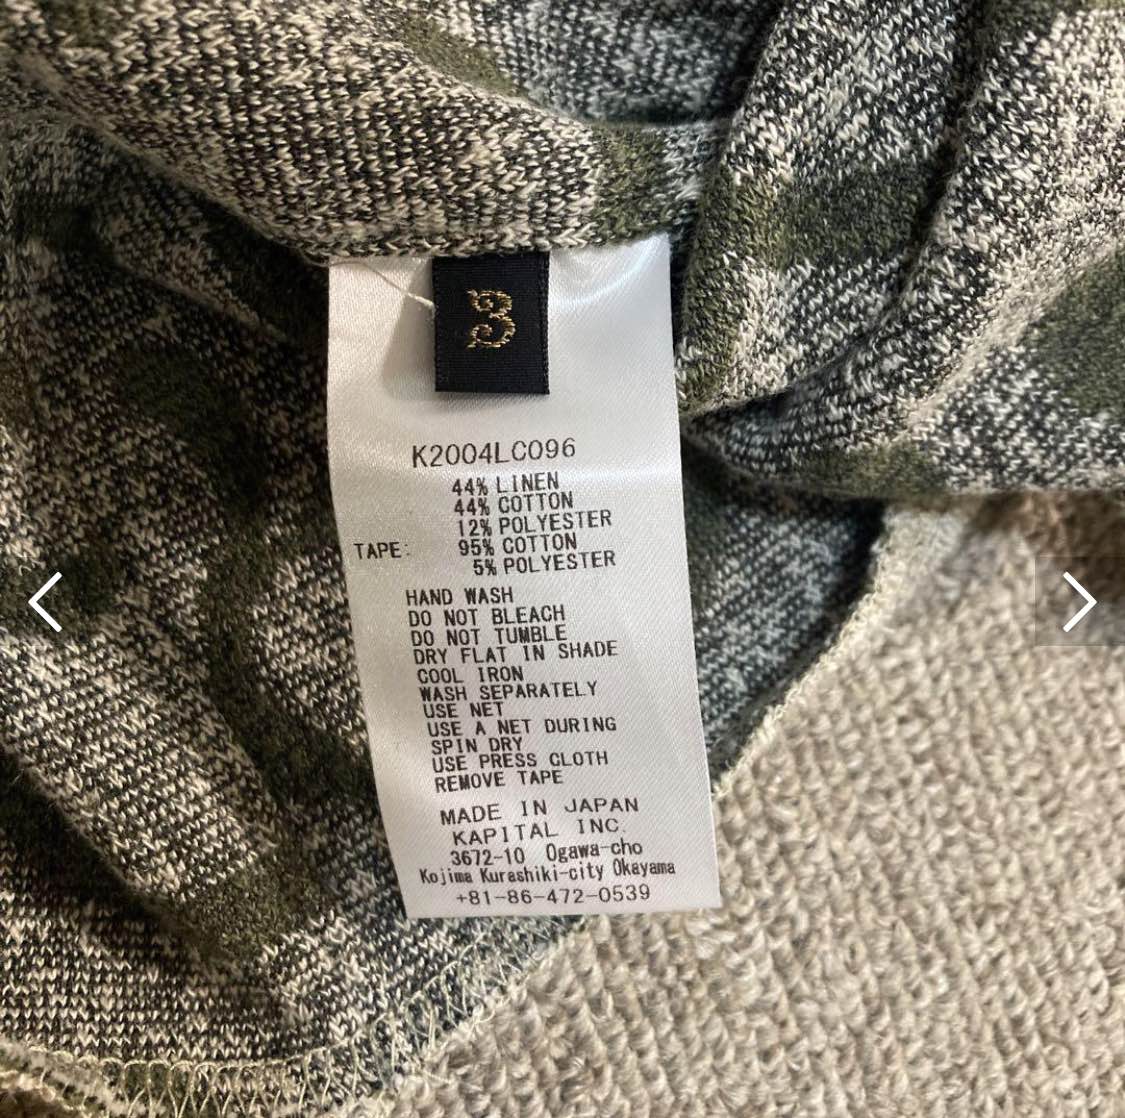 3
K2004LC096
44% LINEN
44% COTTON
12% POLYESTER
TAPE: 95% COTTON
5% POLYESTER
HAND WASH
DO NOT BLEACH
DO NOT TUMBLE
DRY FLAT IN SHADE
COOL IRON
WASH SEPARATELY
USE NET
USE A NET DURING
SPIN DRY
USE PRESS CLOTH
REMOVE TAPE
MADE IN JAPAN
KAPITAL INC.
3672-10 Ogawa-cho
Kojima Kurashiki-city Okayama
+81-86-472-0539